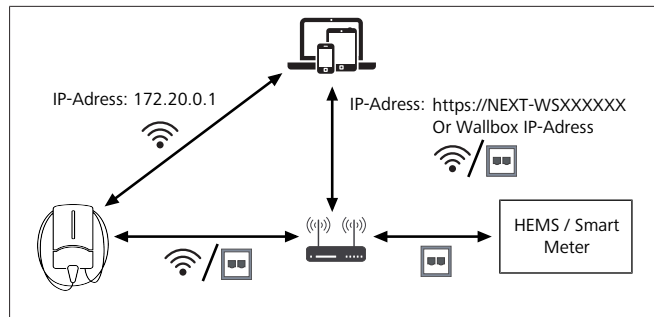 IP-Adress: 172.20.0.1
IP-Adress: https://NEXT-WSXXXXXX
Or Wallbox IP-Adress
HEMS / Smart
Meter